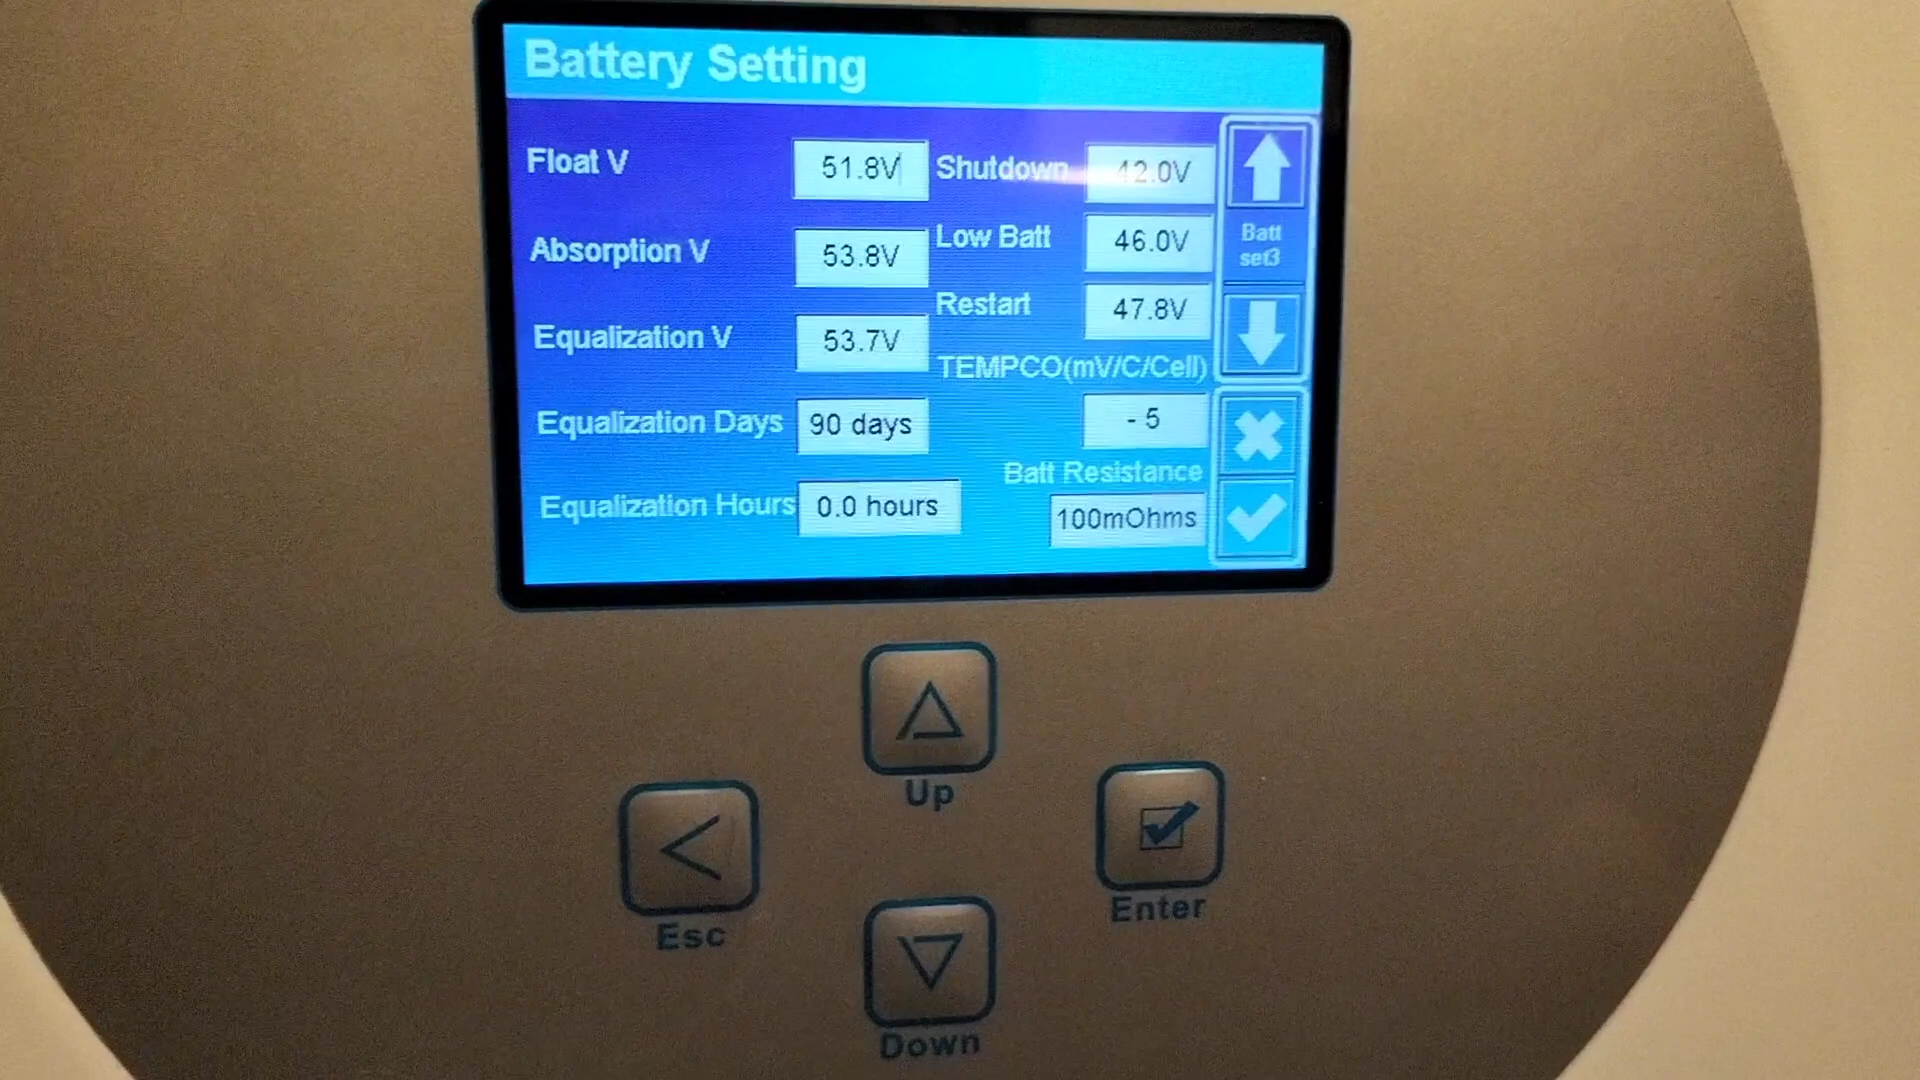 Battery Setting
Float V 51.8V
Absorption V 53.8V
Equalization V 53.7V
Equalization Days 90 days
Equalization Hours 0.0 hours
Shutdown 42.0V
Low Batt 46.0V
Restart 47.8V
TEMPCO(mV/C/Cell)
- 5
Batt Resistance
100mOhms
Batt
set3
Up
Esc
Enter
Down